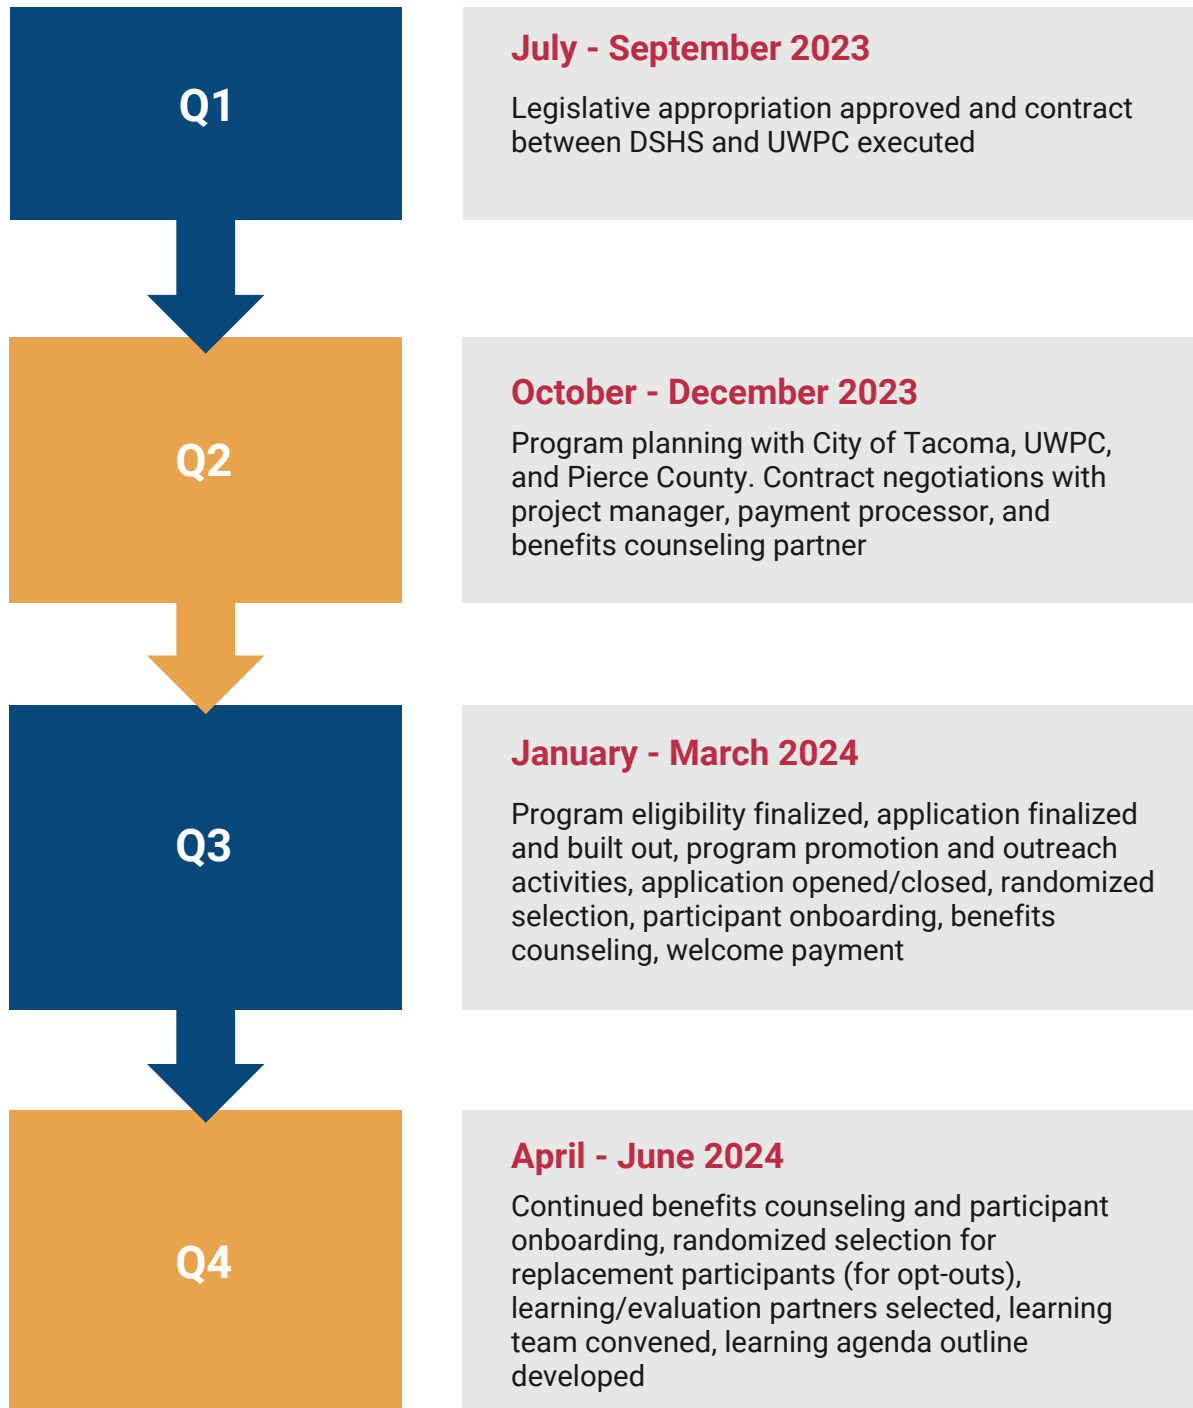 Q1
July - September 2023
Legislative appropriation approved and contract
between DSHS and UWPC executed
Q2
October - December 2023
Program planning with City of Tacoma, UWPC,
and Pierce County. Contract negotiations with
project manager, payment processor, and
benefits counseling partner
Q3
January - March 2024
Program eligibility finalized, application finalized
and built out, program promotion and outreach
activities, application opened/closed, randomized
selection, participant onboarding, benefits
counseling, welcome payment
Q4
April - June 2024
Continued benefits counseling and participant
onboarding, randomized selection for
replacement participants (for opt-outs),
learning/evaluation partners selected, learning
team convened, learning agenda outline
developed